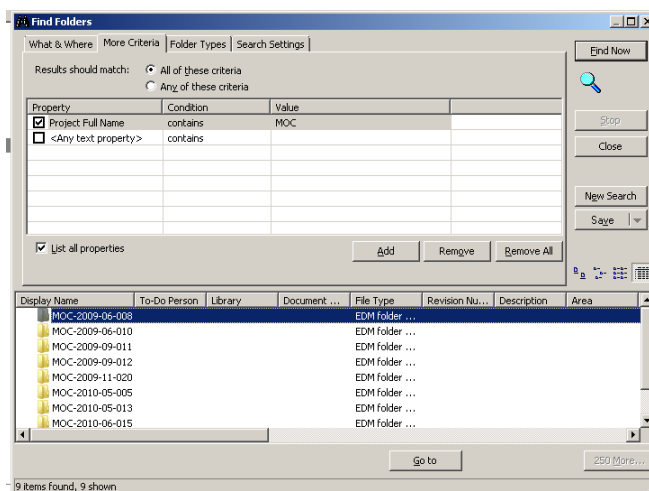 Find Folders
What & Where More Criteria Folder Types Search Settings
Find Now
Results should match: All of these criteria
Any of these criteria
Property Condition Value
Project Full Name contains MOC
<Any text property> contains
Stop
Close
New Search
Save
List all properties
Add Remove Remove All
Display Name To-Do Person Library Document ... File Type Revision Nu... Description Area
MOC-2009-06-008 EDM folder ...
MOC-2009-06-010 EDM folder ...
MOC-2009-09-011 EDM folder ...
MOC-2009-09-012 EDM folder ...
MOC-2009-11-020 EDM folder ...
MOC-2010-05-005 EDM folder ...
MOC-2010-05-013 EDM folder ...
MOC-2010-06-015 EDM folder ...
Go to 250 More...
9 items found, 9 shown